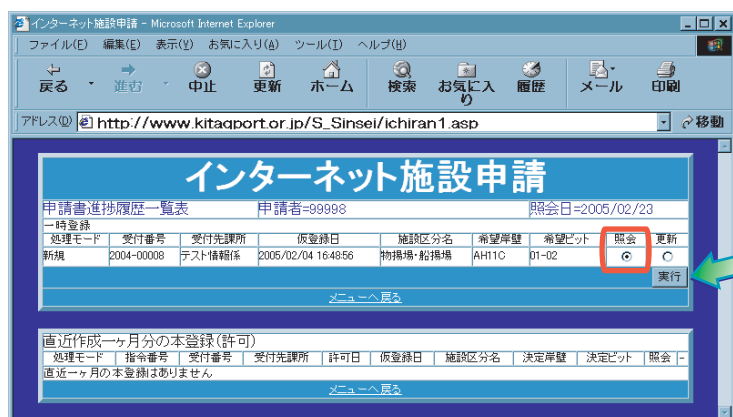 インターネット施設申請 - Microsoft Internet Explorer
ファイル(F) 編集(E) 表示(V) お気に入り(A) ツール(T) ヘルプ(H)
戻る 進む 中止 更新 ホーム 検索 お気に入り 履歴 メール 印刷
アドレス(D) http://www.kitaqport.or.jp/S_Sinsei/ichiran1.asp 移動
インターネット施設申請
申請書進捗履歴一覧表 申請者=99998 照会日=2005/02/23
一時登録
処理モード 受付番号 受付先課所 仮登録日 施設区分名 希望岸壁 希望ビット 照会 更新
新規 2004-00008 テスト情報係 2005/02/04 16:48:56 物揚場・船揚場 AH11C 01-02
実行
メニューへ戻る
直近作成一ヶ月分の本登録(許可)
処理モード 指令番号 受付番号 受付先課所 許可日 仮登録日 施設区分名 決定岸壁 決定ビット 照会 -
直近一ヶ月の本登録はありません
メニューへ戻る